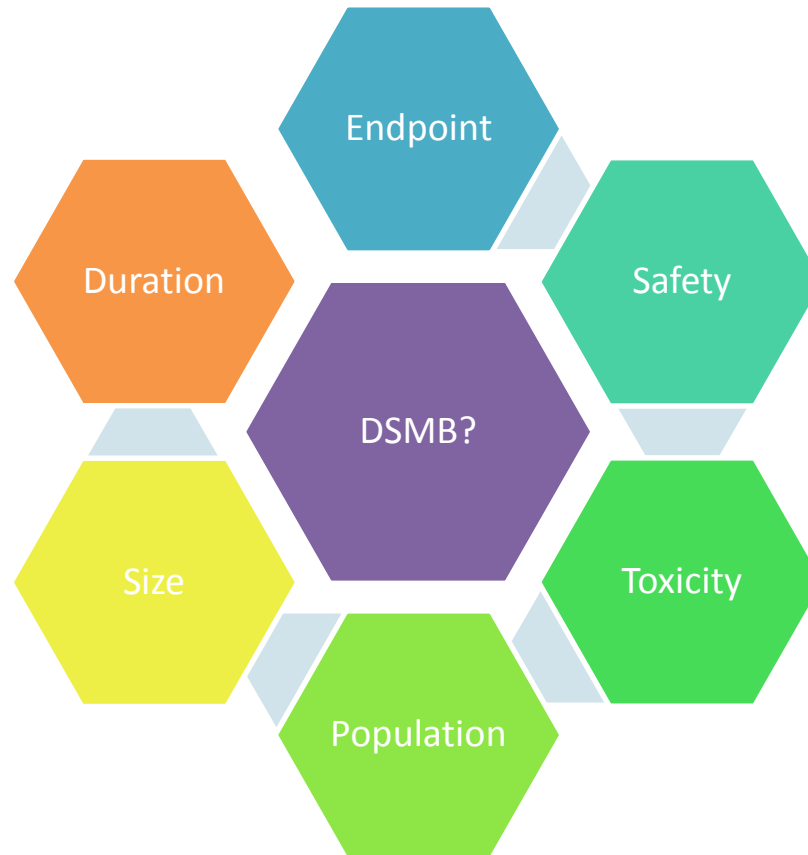 Endpoint
Duration
Safety
DSMB?
Size
Toxicity
Population